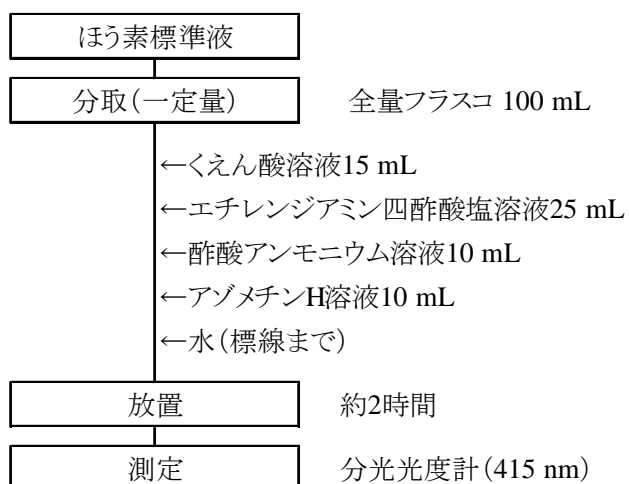 ほう素標準液
分取(一定量) 全量フラスコ 100 mL
←くえん酸溶液15 mL
←エチレンジアミン四酢酸塩溶液25 mL
←酢酸アンモニウム溶液10 mL
←アゾメチンH溶液10 mL
←水(標線まで)
放置 約2時間
測定 分光光度計(415 nm)